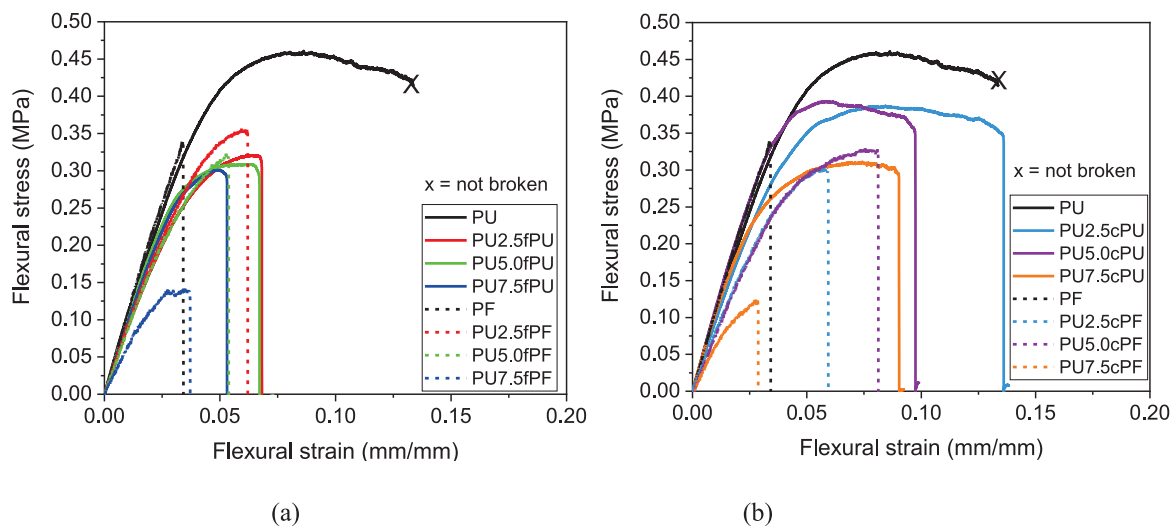 (a)
0.50
0.45
0.40
0.35
0.30
0.25
0.20
0.15
0.10
0.05
0.00
Flexural stress (MPa)
X
x = not broken
PU
PU2.5fPU
PU5.0fPU
PU7.5fPU
PF
PU2.5fPF
PU5.0fPF
PU7.5fPF
0.00 0.05 0.10 0.15 0.20
Flexural strain (mm/mm)
(a)
(b)
0.50
0.45
0.40
0.35
0.30
0.25
0.20
0.15
0.10
0.05
0.00
Flexural stress (MPa)
X
x = not broken
PU
PU2.5cPU
PU5.0cPU
PU7.5cPU
PF
PU2.5cPF
PU5.0cPF
PU7.5cPF
0.00 0.05 0.10 0.15 0.20
Flexural strain (mm/mm)
(b)